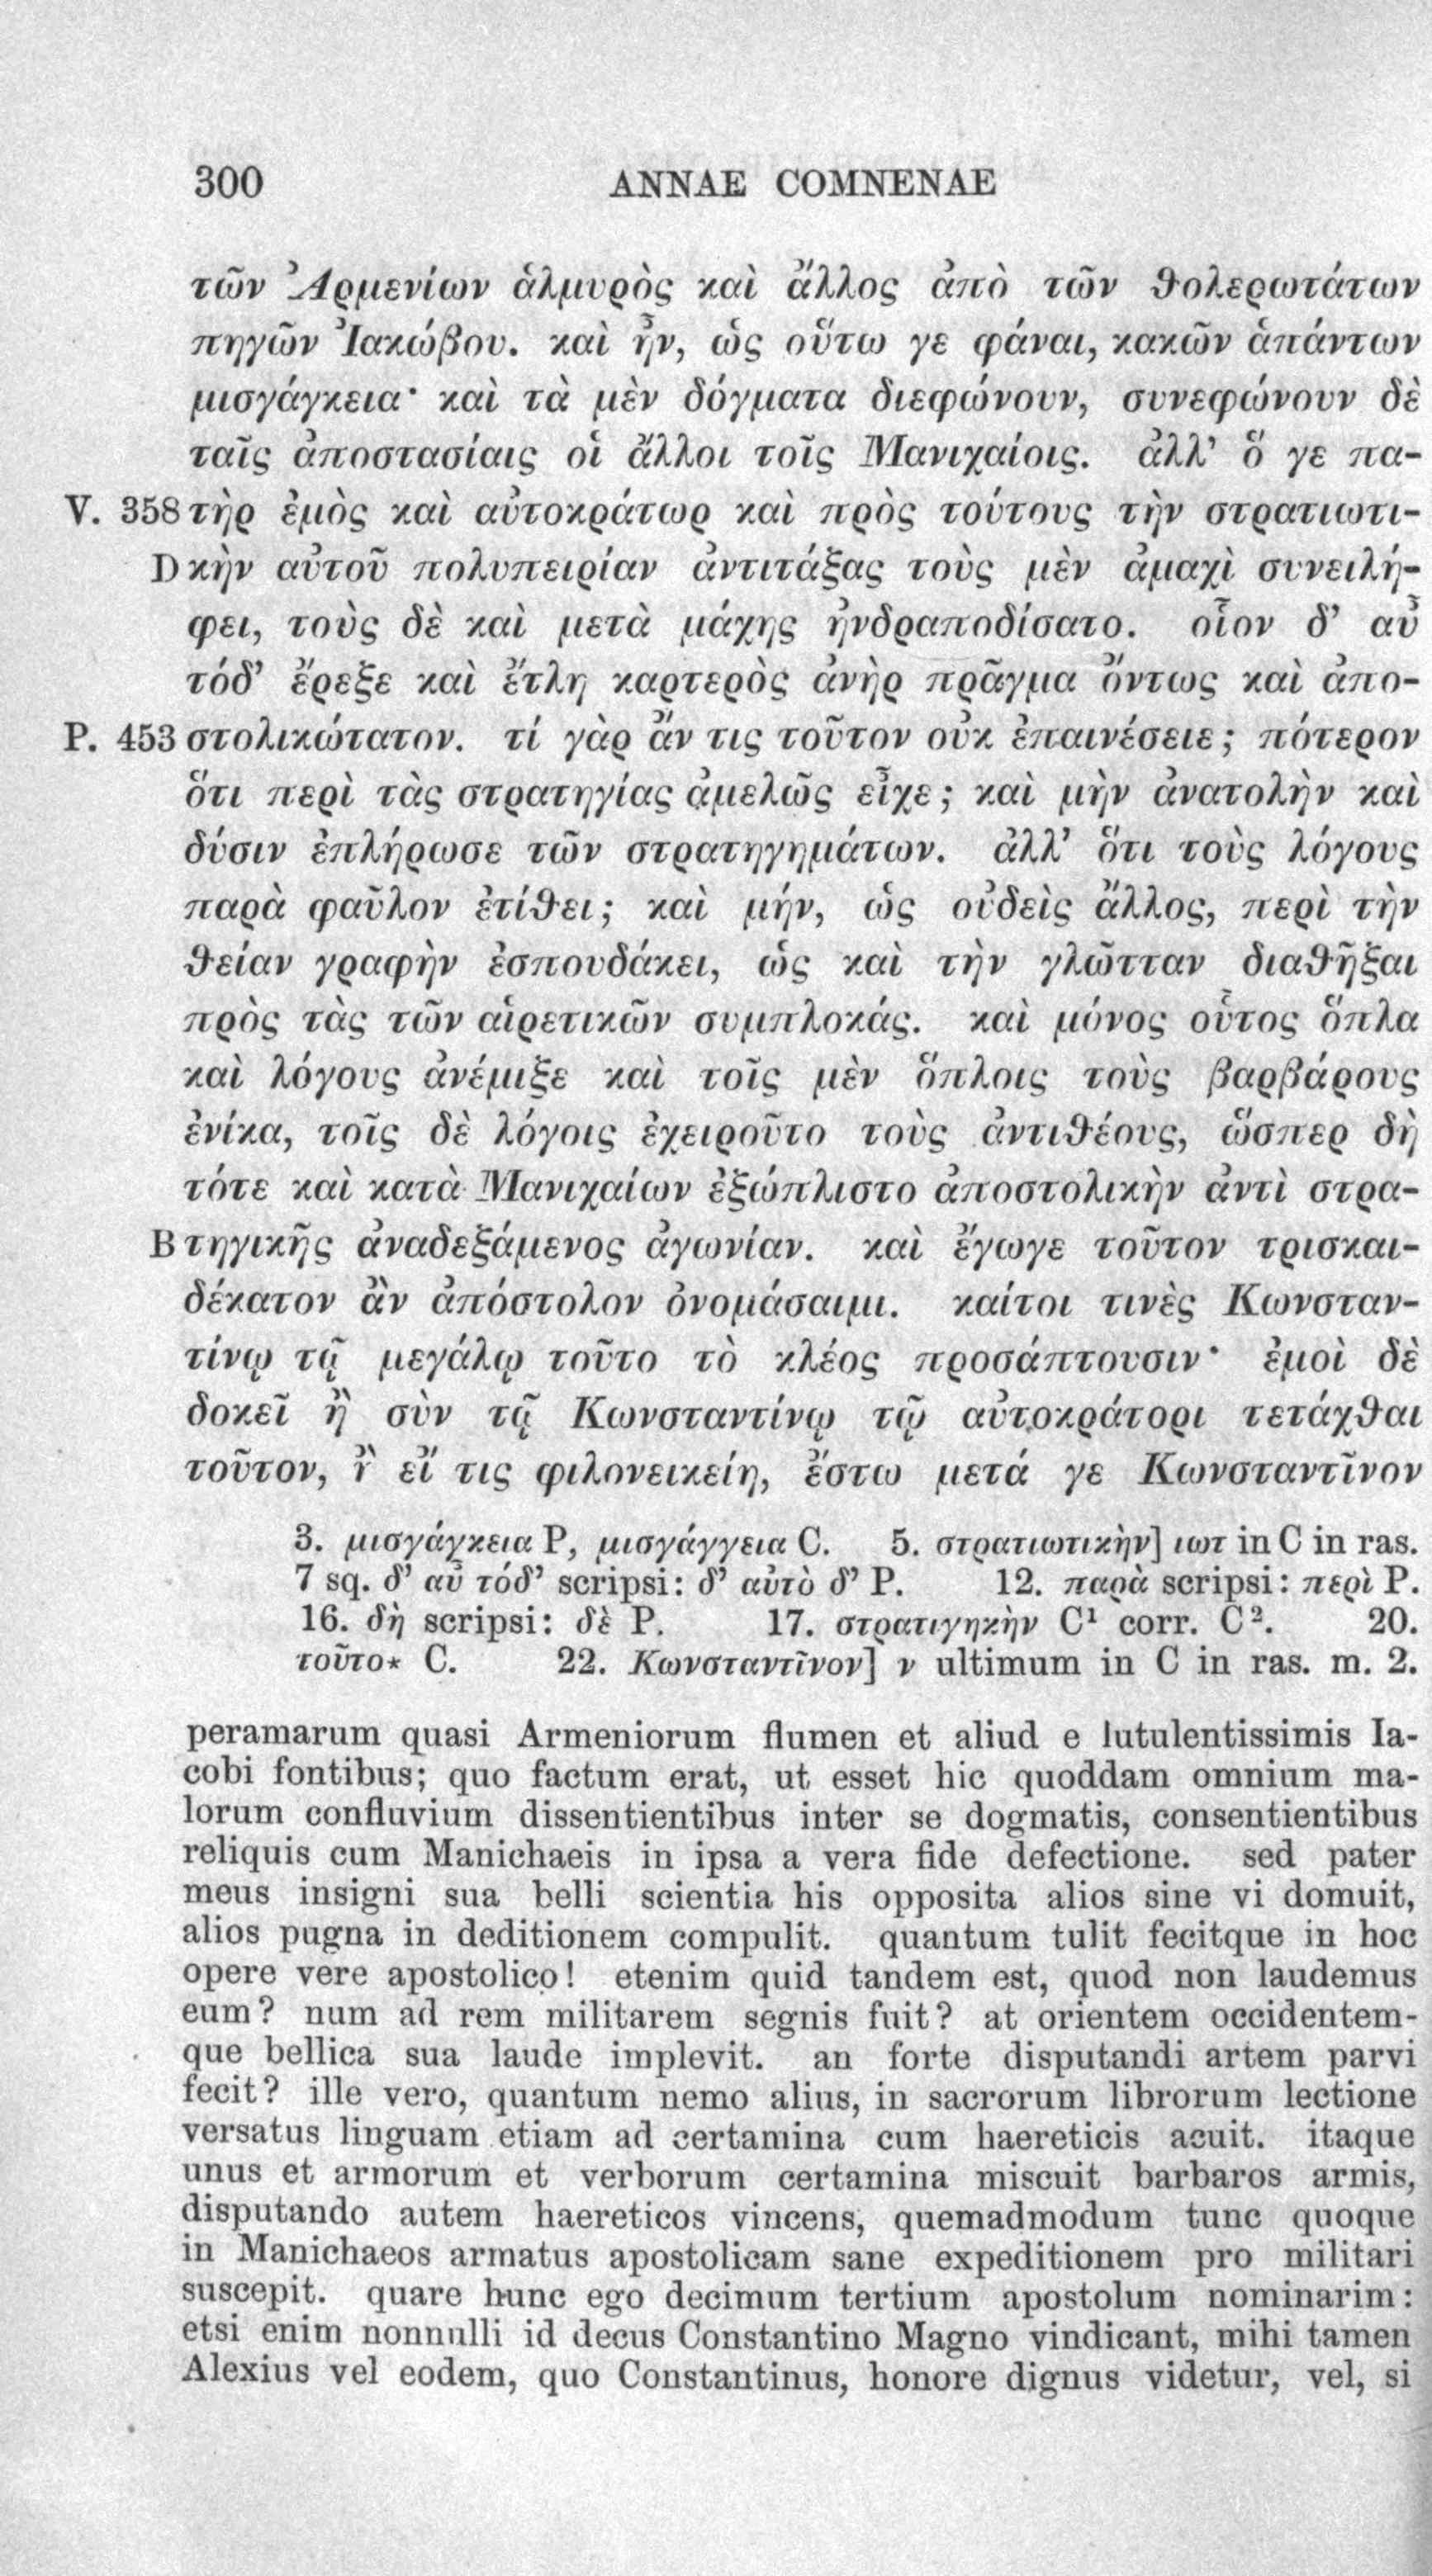 300 ANNAE COMNENAE
τῶν Ἀρμενίων ἁλμυρὸς καὶ ἄλλος ἀπὸ τῶν θολερωτάτων
πηγῶν Ἰακώβου. καὶ ἦν, ὡς οὕτω γε φάναι, κακῶν ἁπάντων
μισγάγκεια· καὶ τὰ μὲν δόγματα διεφώνουν, συνεφώνουν δὲ
ταῖς ἀποστασίαις οἱ ἄλλοι τοῖς Μανιχαίοις. ἀλλ’ ὅ γε πα-
V. 358 τὴρ ἐμὸς καὶ αὐτοκράτωρ καὶ πρὸς τούτους τὴν στρατιωτι-
D κὴν αὐτοῦ πολυπειρίαν ἀντιτάξας τοὺς μὲν ἀμαχὶ συνειλή-
φει, τοὺς δὲ καὶ μετὰ μάχης ἠνδραποδίσατο. οἷον δ’ αὖ
τόδ’ ἔρεξε καὶ ἔτλη καρτερὸς ἀνὴρ πρᾶγμα ὄντως καὶ ἀπο-
P. 453 στολικώτατον. τί γὰρ ἄν τις τοῦτον οὐκ ἐπαινέσειε; πότερον
ὅτι περὶ τὰς στρατηγίας ἀμελῶς εἶχε; καὶ μὴν ἀνατολὴν καὶ
δύσιν ἐπλήρωσε τῶν στρατηγημάτων. ἀλλ’ ὅτι τοὺς λόγους
παρὰ φαῦλον ἐτίθει; καὶ μήν, ὡς οὐδεὶς ἄλλος, περὶ τὴν
θείαν γραφὴν ἐσπουδάκει, ὡς καὶ τὴν γλῶτταν διαθῆξαι
πρὸς τὰς τῶν αἱρετικῶν συμπλοκάς. καὶ μόνος οὗτος ὅπλα
καὶ λόγους ἀνέμιξε καὶ τοῖς μὲν ὅπλοις τοὺς βαρβάρους
ἐνίκα, τοῖς δὲ λόγοις ἐχειροῦτο τοὺς ἀντιθέους, ὥσπερ δὴ
τότε καὶ κατὰ Μανιχαίων ἐξώπλιστο ἀποστολικὴν ἀντὶ στρα-
B τηγικῆς ἀναδεξάμενος ἀγωνίαν. καὶ ἔγωγε τοῦτον τρισκαι-
δέκατον ἂν ἀπόστολον ὀνομάσαιμι. καίτοι τινὲς Κωνσταν-
τίνῳ τῷ μεγάλῳ τοῦτο τὸ κλέος προσάπτουσιν· ἐμοὶ δὲ
δοκεῖ ἢ σὺν τῷ Κωνσταντίνῳ τῷ αὐτοκράτορι τετάχθαι
τοῦτον, ἢ εἴ τις φιλονεικείη, ἔστω μετά γε Κωνσταντῖνον
3. μισγάγκεια P, μισγάγγεια C. 5. στρατιωτικὴν] ιωτ in C in ras.
7 sq. δ’ αὖ τόδ’ scripsi: δ’ αὐτὸ δ’ P. 12. παρὰ scripsi: περὶ P.
16. δὴ scripsi: δὲ P. 17. στρατιγηκὴν C¹ corr. C². 20.
τοῦτο* C. 22. Κωνσταντῖνον] ν ultimum in C in ras. m. 2.
peramarum quasi Armeniorum flumen et aliud e lutulentissimis Ia-
cobi fontibus; quo factum erat, ut esset hic quoddam omnium ma-
lorum confluvium dissentientibus inter se dogmatis, consentientibus
reliquis cum Manichaeis in ipsa a vera fide defectione. sed pater
meus insigni sua belli scientia his opposita alios sine vi domuit,
alios pugna in deditionem compulit. quantum tulit fecitque in hoc
opere vere apostolico! etenim quid tandem est, quod non laudemus
eum? num ad rem militarem segnis fuit? at orientem occidentem-
que bellica sua laude implevit. an forte disputandi artem parvi
fecit? ille vero, quantum nemo alius, in sacrorum librorum lectione
versatus linguam etiam ad certamina cum haereticis acuit. itaque
unus et armorum et verborum certamina miscuit barbaros armis,
disputando autem haereticos vincens, quemadmodum tunc quoque
in Manichaeos armatus apostolicam sane expeditionem pro militari
suscepit. quare hunc ego decimum tertium apostolum nominarim:
etsi enim nonnulli id decus Constantino Magno vindicant, mihi tamen
Alexius vel eodem, quo Constantinus, honore dignus videtur, vel, si